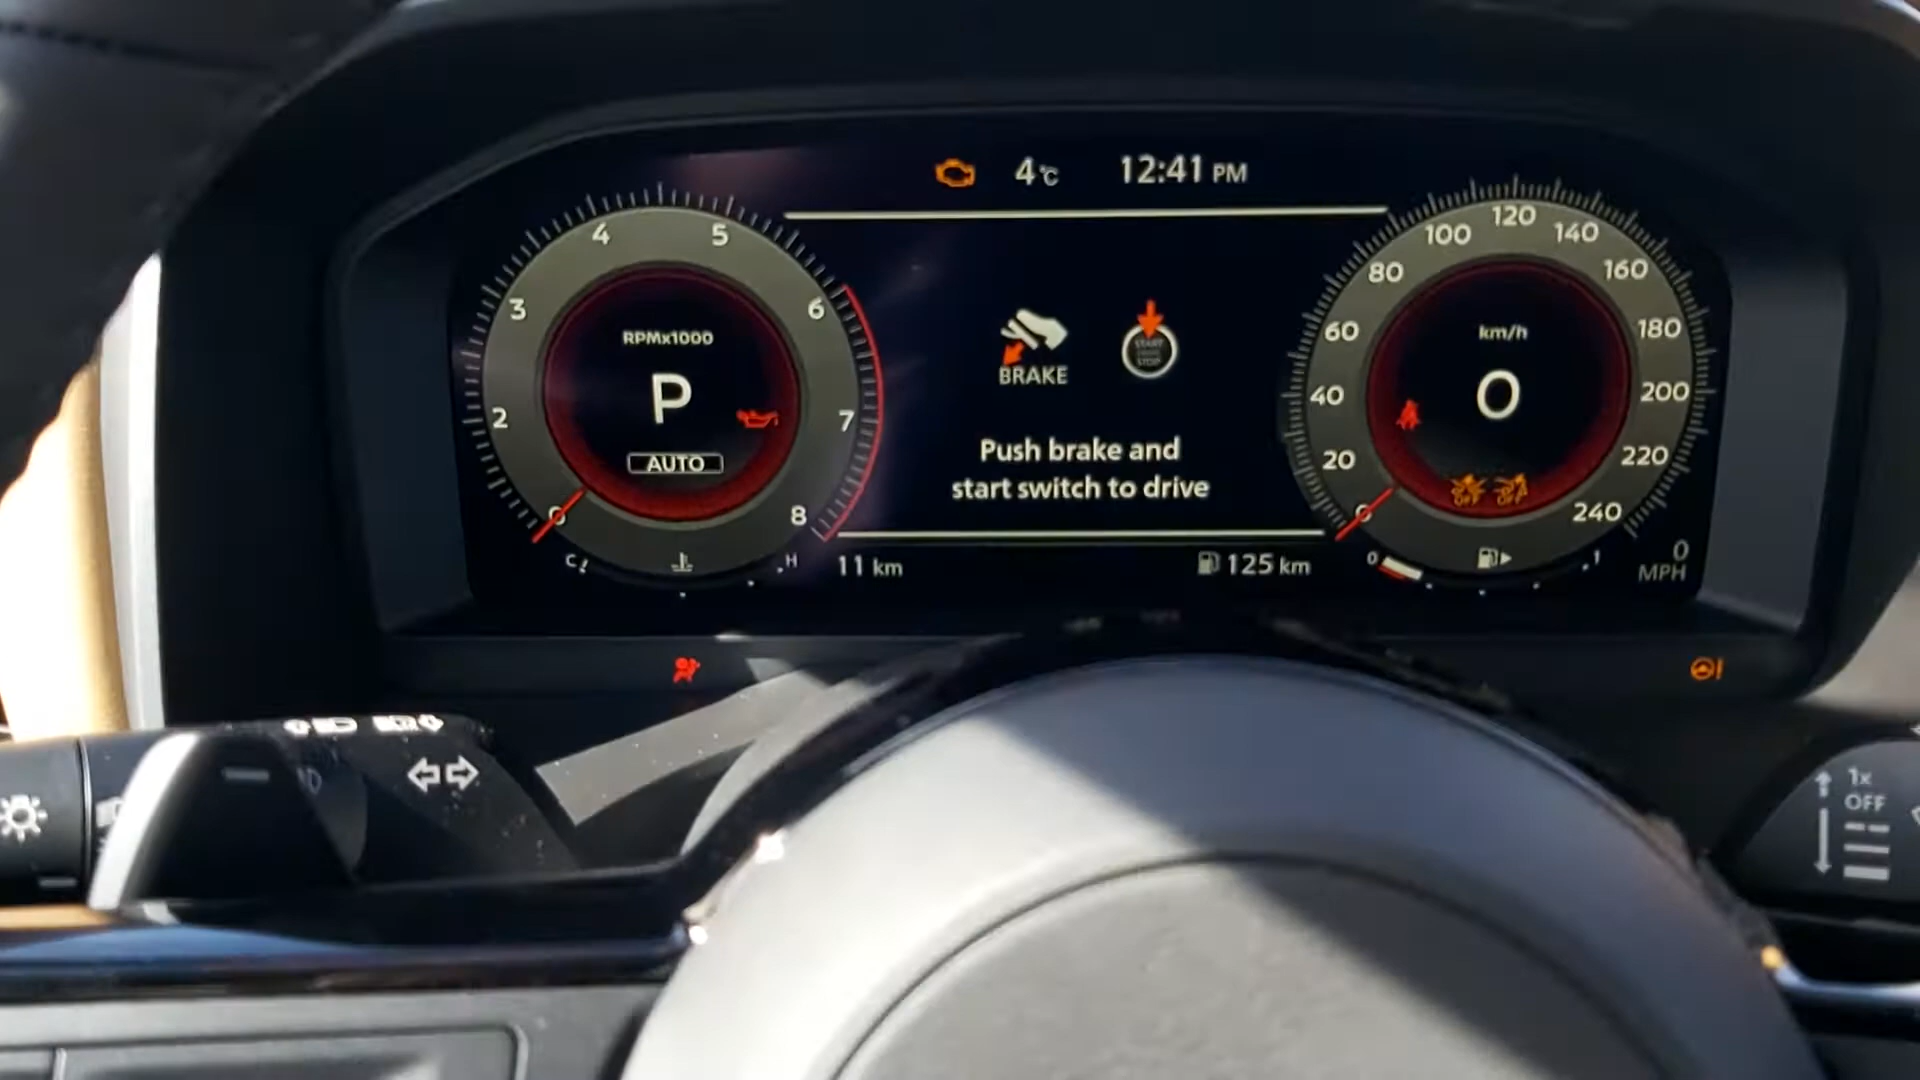 4°C 12:41 PM
4 5
3 6
RPMx1000
P
2 7
AUTO
0 8
C H
BRAKE
START
STOP
Push brake and
start switch to drive
11 km 125 km
120
100 140
80 160
60 km/h 180
40 0 200
20 220
OFF OFF
0 240
0 1
0
MPH
1x
OFF